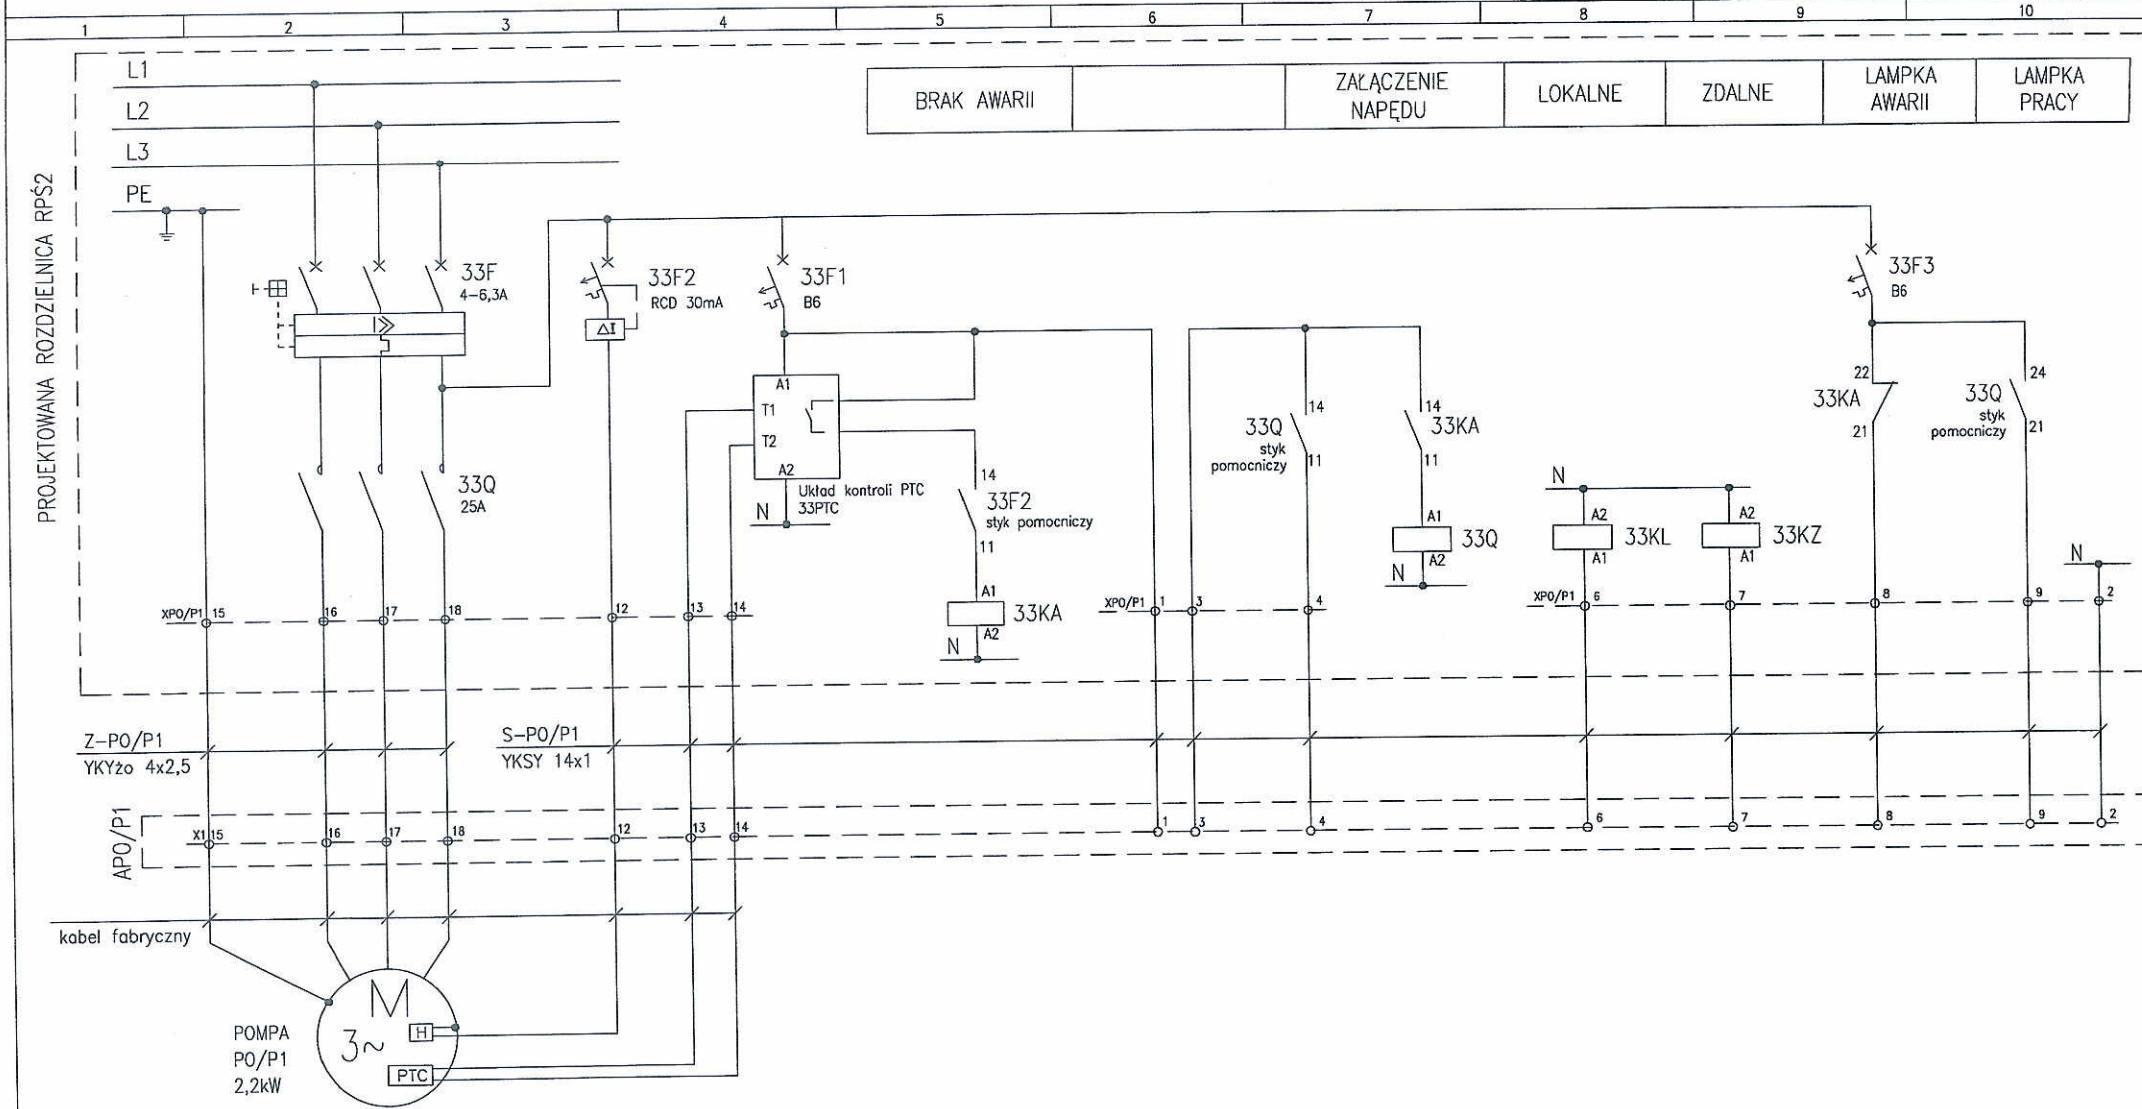 1 2 3 4 5 6 7 8 9 10
L1
L2
L3
PE
PROJEKTOWANA ROZDZIELNICA RPŚ2
BRAK AWARII
ZAŁĄCZENIE
NAPĘDU
LOKALNE
ZDALNE
LAMPKA
AWARII
LAMPKA
PRACY
33F
4-6,3A
I≫
33F2
RCD 30mA
ΔI
33F1
B6
33F3
B6
A1
T1
T2
A2
Układ kontroli PTC
33PTC
N
14
33F2
styk pomocniczy
11
A1
33KA
A2
N
33Q
25A
14
33Q
styk
pomocniczy
11
14
33KA
11
A1
33Q
A2
N
N
A2
33KL
A1
A2
33KZ
A1
22
33KA
21
24
33Q
styk
pomocniczy
21
N
XPO/P1 15 16 17 18 12 13 14
XPO/P1 1 3 4
XPO/P1 6 7 8 9 2
Z-PO/P1
YKYżo 4x2,5
S-PO/P1
YKSY 14x1
APO/P1
X1 15 16 17 18 12 13 14 1 3 4 6 7 8 9 2
kabel fabryczny
M
3~
H
PTC
POMPA
PO/P1
2,2kW